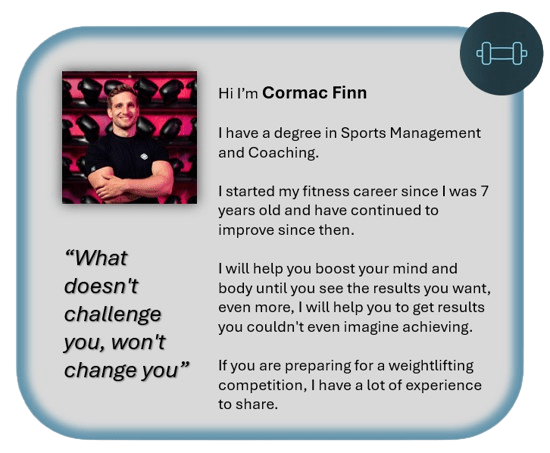 Hi I'm Cormac Finn
I have a degree in Sports Management
and Coaching.
I started my fitness career since I was 7
years old and have continued to
improve since then.
I will help you boost your mind and
body until you see the results you want,
even more, I will help you to get results
you couldn't even imagine achieving.
If you are preparing for a weightlifting
competition, I have a lot of experience
to share.
“What
doesn't
challenge
you, won't
change you”